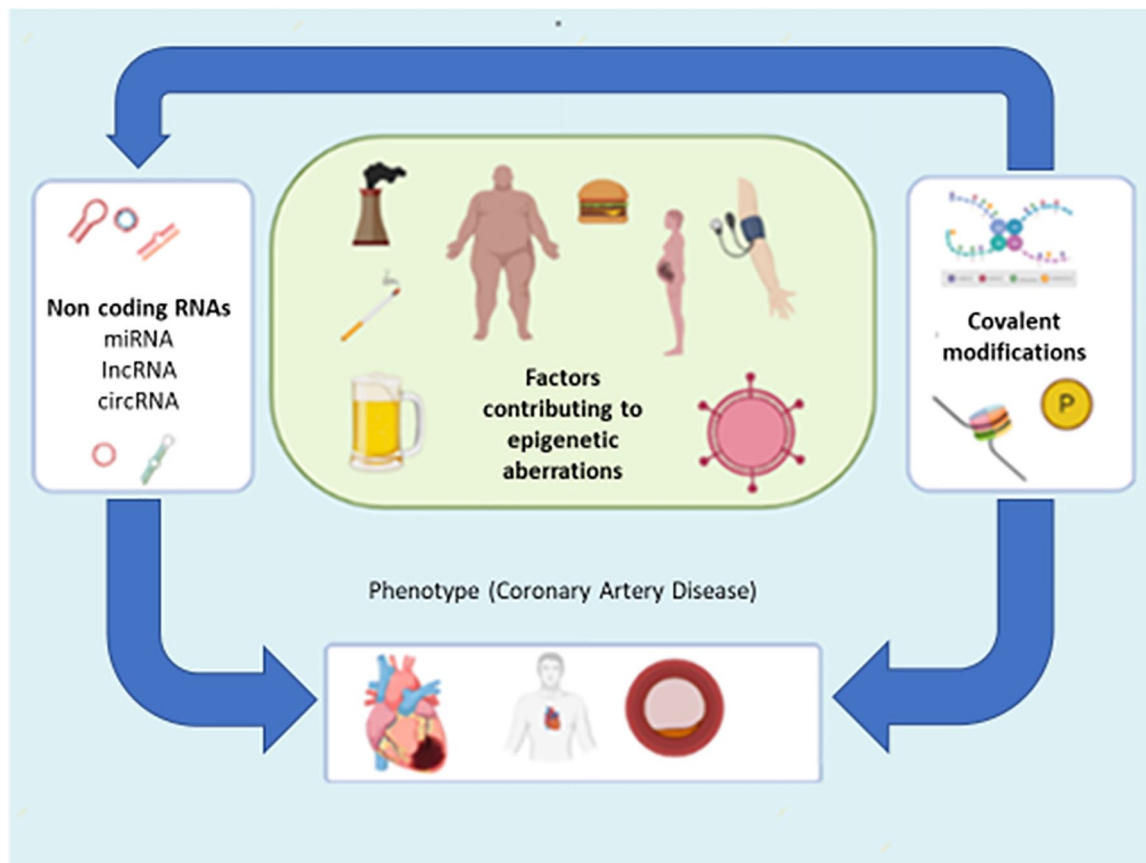 Non coding RNAs
miRNA
lncRNA
circRNA
Factors
contributing to
epigenetic
aberrations
Covalent
modifications
P
Phenotype (Coronary Artery Disease)